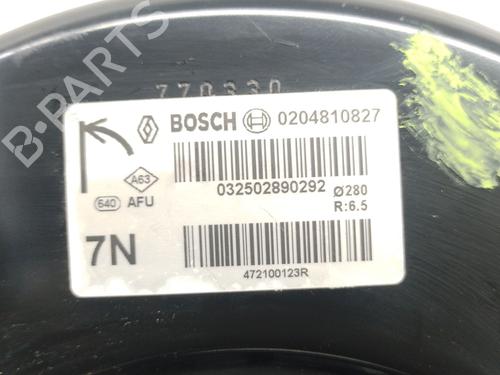 B-PARTS
770330
BOSCH 0204810827
A63
032502890292 Ø280
640 AFU R:6.5
7N
472100123R